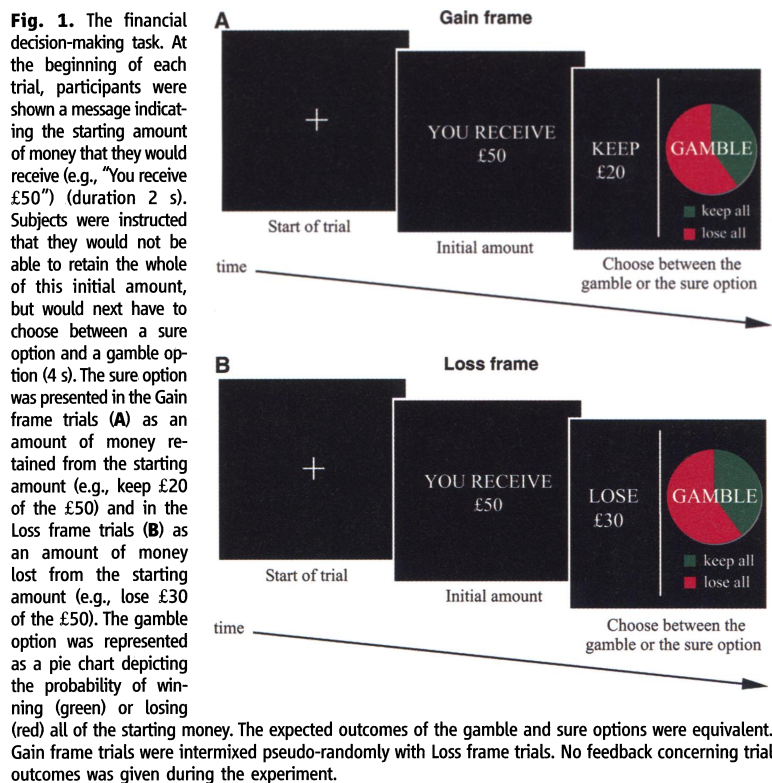 Fig. 1. The financial
decision-making task. At
the beginning of each
trial, participants were
shown a message indicat-
ing the starting amount
of money that they would
receive (e.g., "You receive
£50") (duration 2 s).
Subjects were instructed
that they would not be
able to retain the whole
of this initial amount,
but would next have to
choose between a sure
option and a gamble op-
tion (4 s). The sure option
was presented in the Gain
frame trials (A) as an
amount of money re-
tained from the starting
amount (e.g., keep £20
of the £50) and in the
Loss frame trials (B) as
an amount of money
lost from the starting
amount (e.g., lose £30
of the £50). The gamble
option was represented
as a pie chart depicting
the probability of win-
ning (green) or losing
(red) all of the starting money. The expected outcomes of the gamble and sure options were equivalent.
Gain frame trials were intermixed pseudo-randomly with Loss frame trials. No feedback concerning trial
outcomes was given during the experiment.
A
Gain frame
YOU RECEIVE
£50
KEEP
£20
GAMBLE
keep all
lose all
Start of trial
Initial amount
Choose between the
gamble or the sure option
time
B
Loss frame
YOU RECEIVE
£50
LOSE
£30
GAMBLE
keep all
lose all
Start of trial
Initial amount
Choose between the
gamble or the sure option
time